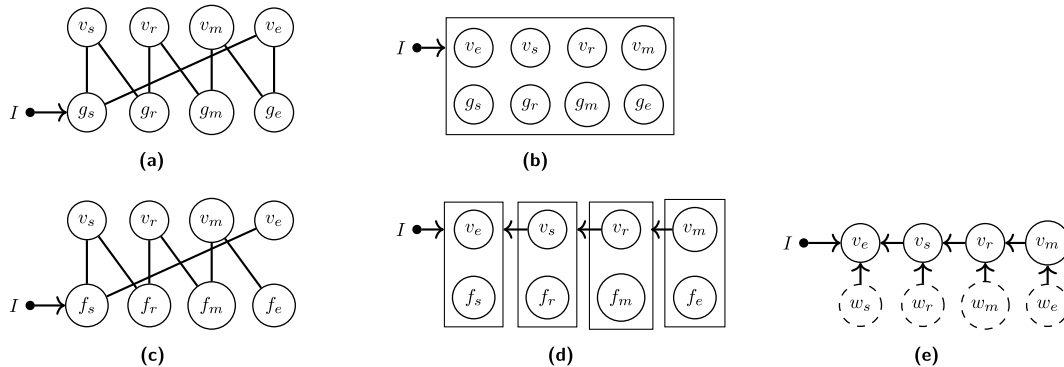 v_s v_r v_m v_e
I g_s g_r g_m g_e
(a)
I v_e v_s v_r v_m
g_s g_r g_m g_e
(b)
v_s v_r v_m v_e
I f_s f_r f_m f_e
(c)
I v_e v_s v_r v_m
f_s f_r f_m f_e
(d)
I v_e v_s v_r v_m
w_s w_r w_m w_e
(e)